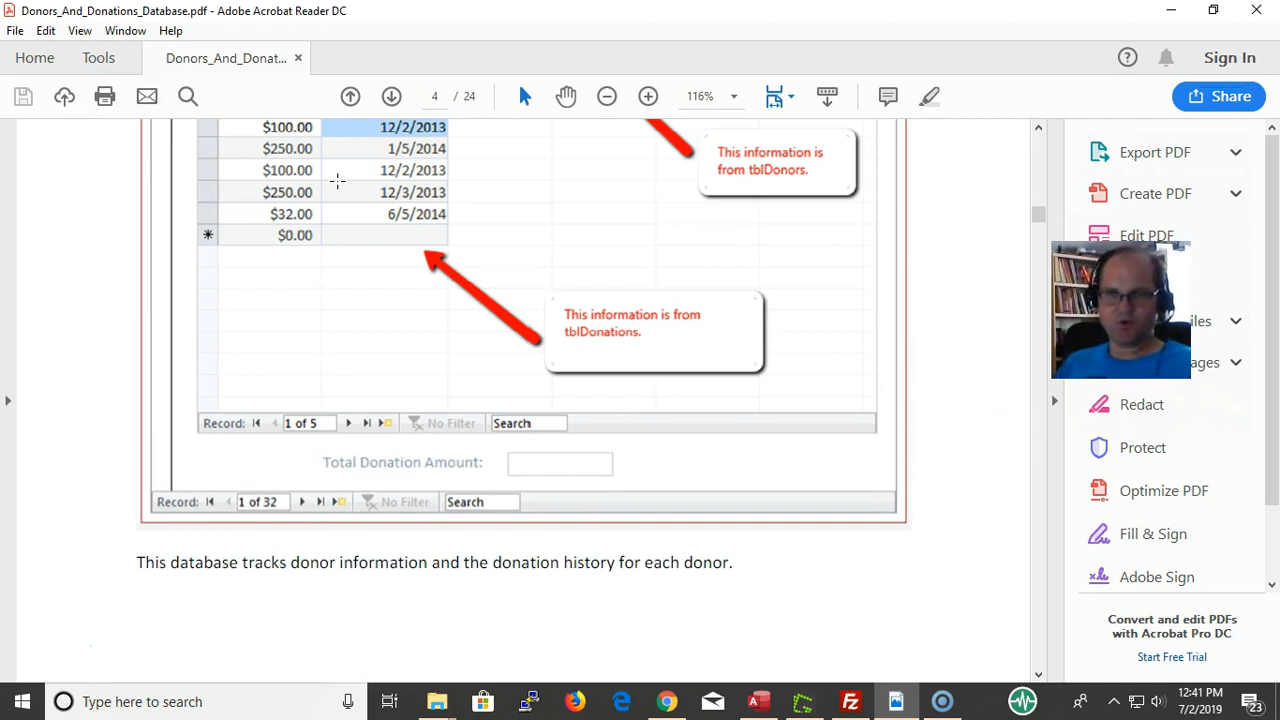 Donors_And_Donations_Database.pdf - Adobe Acrobat Reader DC
File Edit View Window Help
Home Tools Donors_And_Donat... × Sign In
4 / 24 116% Share
$100.00 12/2/2013
$250.00 1/5/2014
$100.00 12/2/2013
$250.00 12/3/2013
$32.00 6/5/2014
* $0.00
This information is
from tblDonors.
This information is from
tblDonations.
Record: 1 of 5 No Filter Search
Total Donation Amount:
Record: 1 of 32 No Filter Search
This database tracks donor information and the donation history for each donor.
Export PDF
Create PDF
Edit PDF
Redact
Protect
Optimize PDF
Fill & Sign
Adobe Sign
Convert and edit PDFs
with Acrobat Pro DC
Start Free Trial
Type here to search
12:41 PM
7/2/2019
23